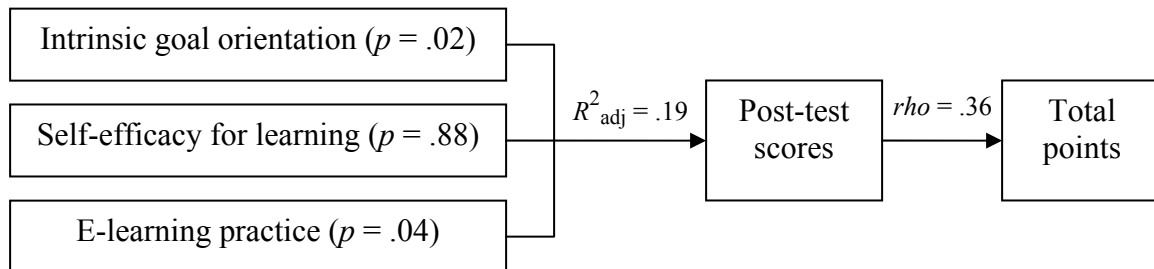 Intrinsic goal orientation (p = .02)
Self-efficacy for learning (p = .88)
E-learning practice (p = .04)
R²adj = .19
Post-test
scores
rho = .36
Total
points